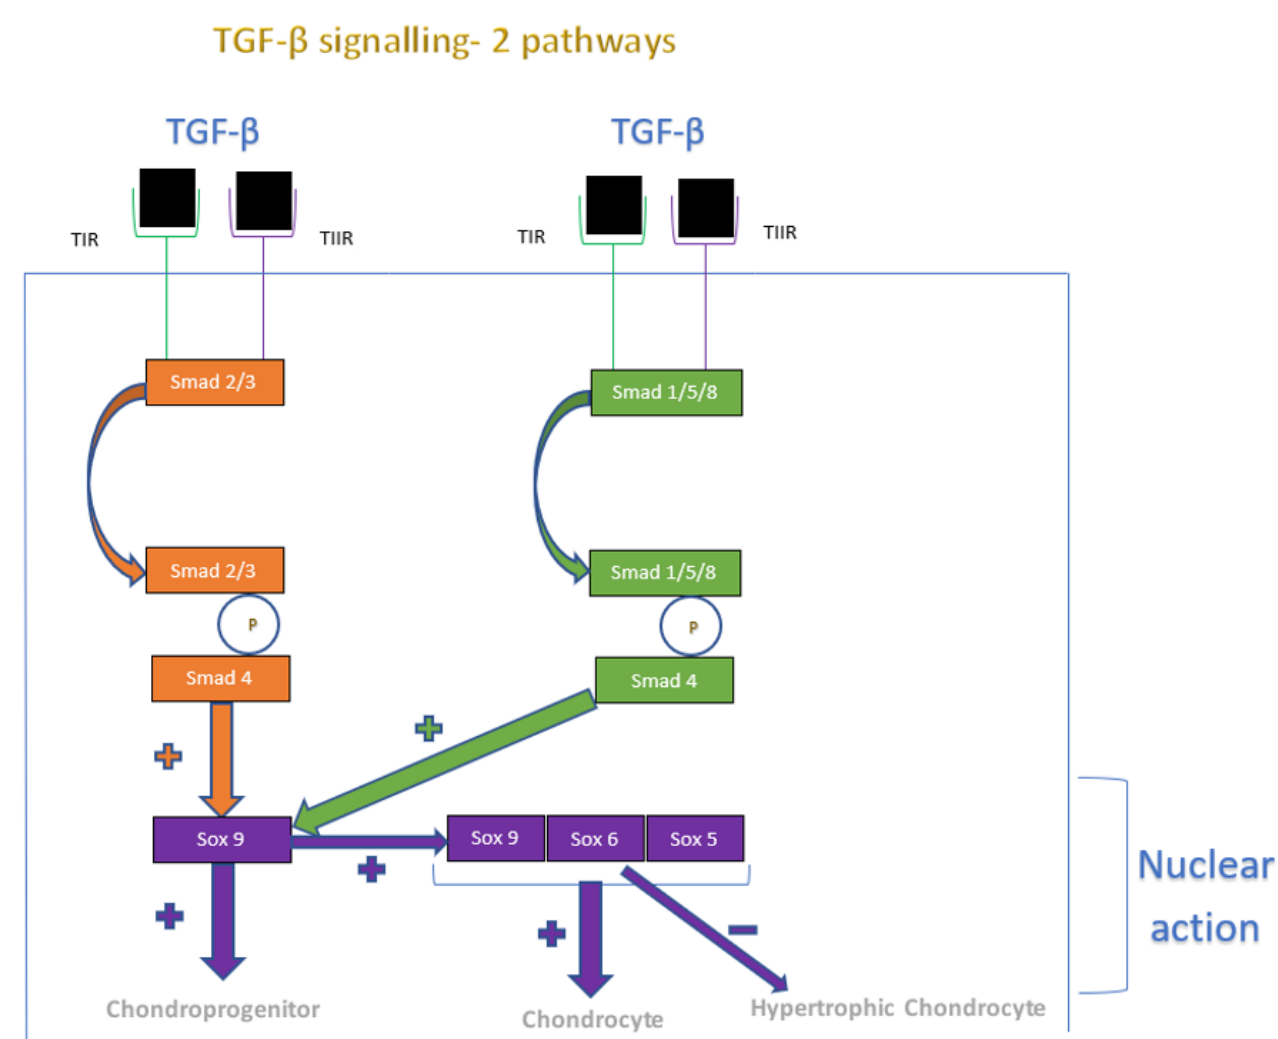 TGF-β signalling- 2 pathways
TGF-β
TGF-β
TIR
TIIR
TIR
TIIR
Smad 2/3
Smad 1/5/8
Smad 2/3
Smad 1/5/8
P
P
Smad 4
Smad 4
+
+
Sox 9
Sox 9
Sox 6
Sox 5
+
+
+
−
Nuclear
action
Chondroprogenitor
Chondrocyte
Hypertrophic Chondrocyte